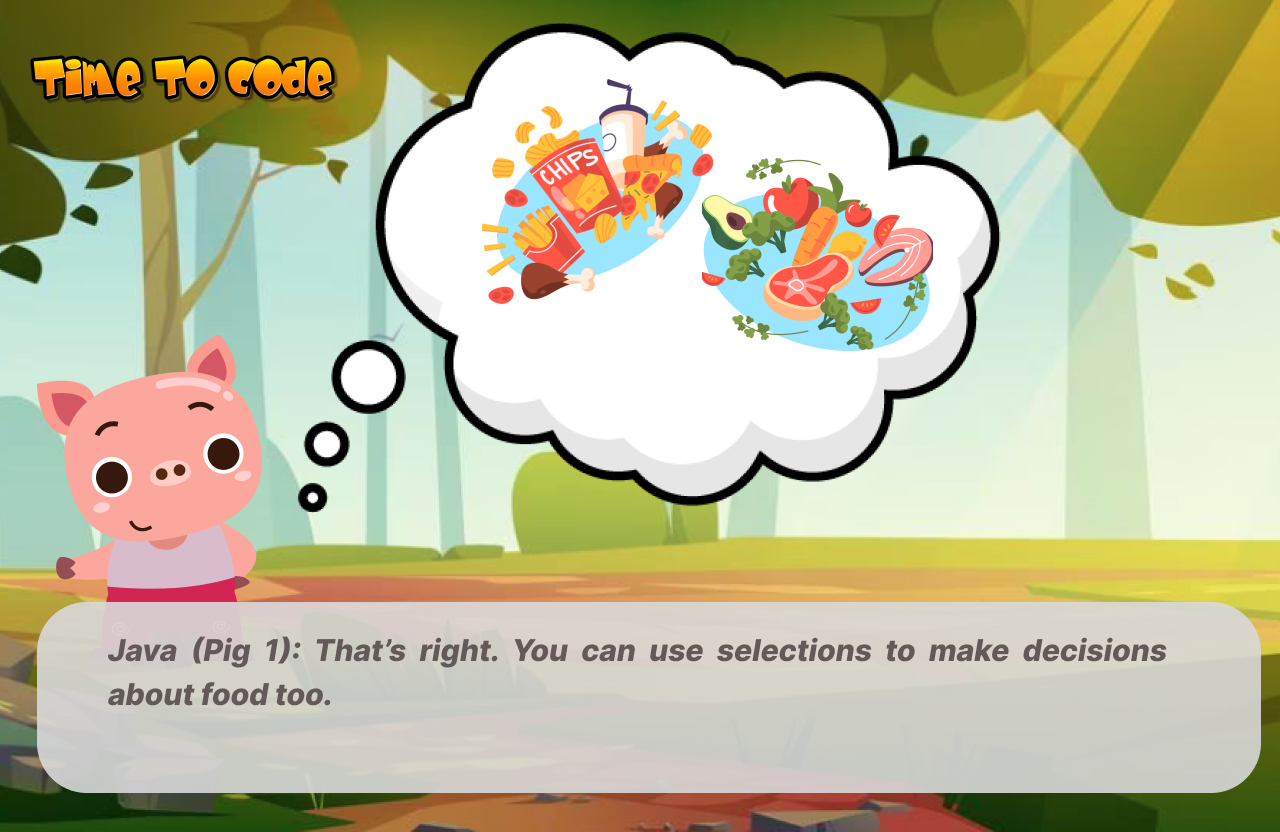 Time To Code
CHIPS
Java (Pig 1): That’s right. You can use selections to make decisions
about food too.